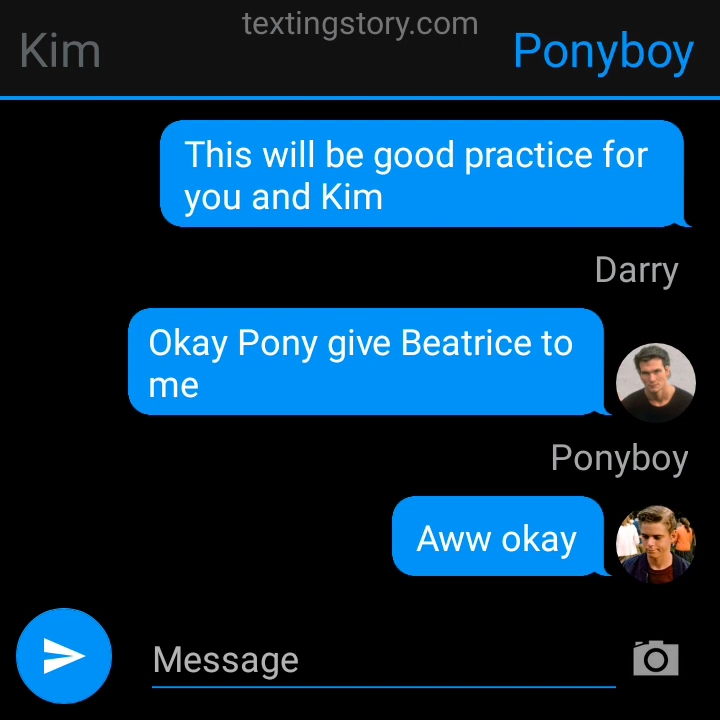 textingstory.com
Kim
Ponyboy
This will be good practice for
you and Kim
Darry
Okay Pony give Beatrice to
me
Ponyboy
Aww okay
Message